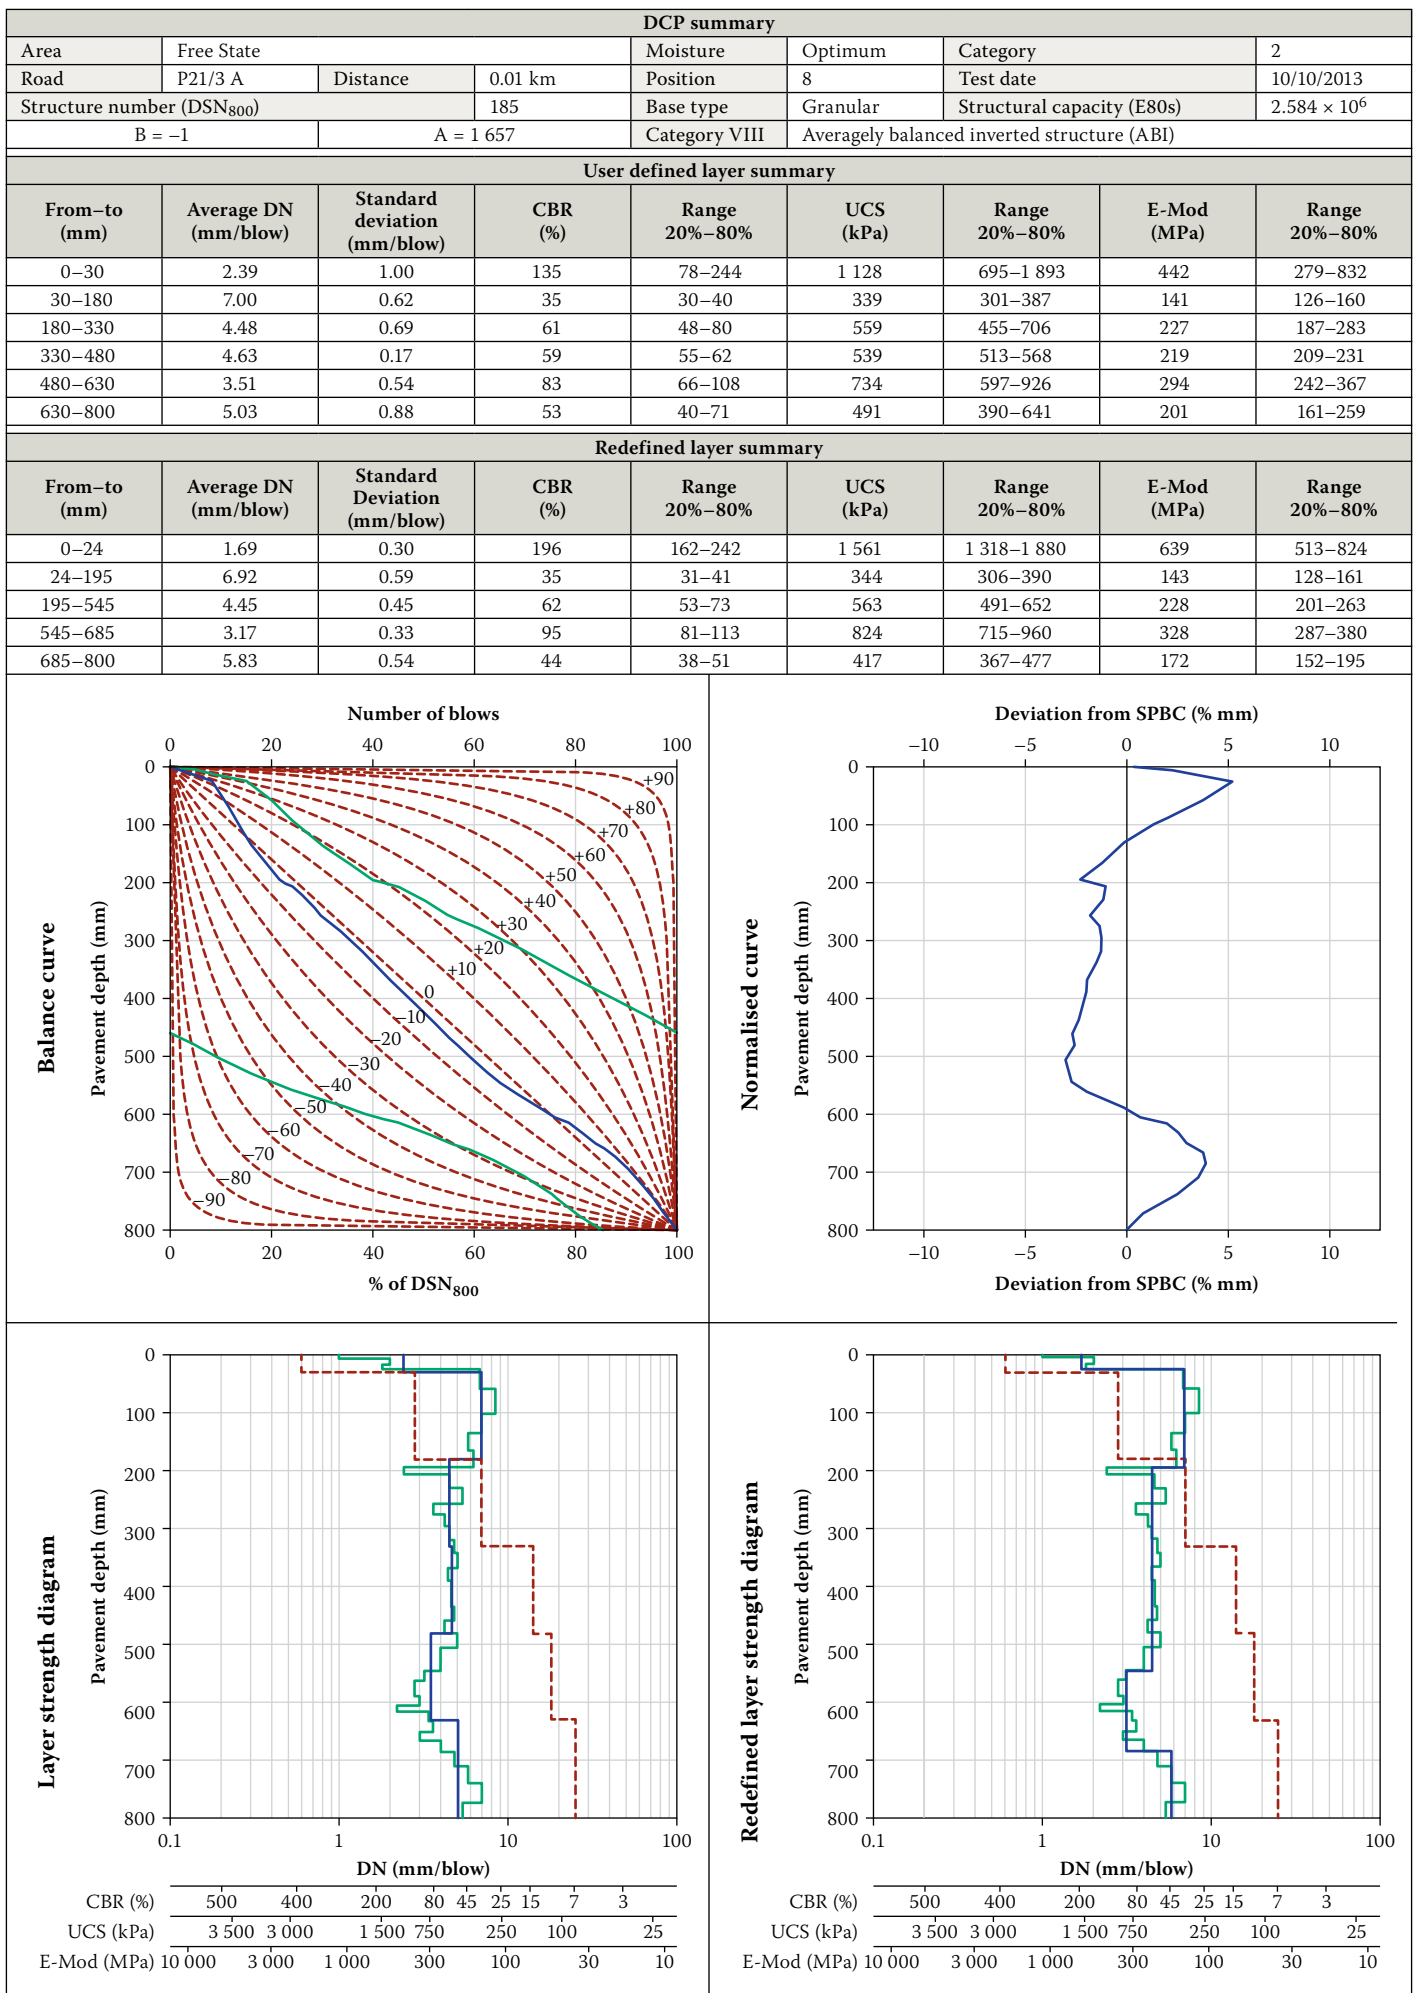 DCP summary
Area Free State Moisture Optimum Category 2
Road P21/3 A Distance 0.01 km Position 8 Test date 10/10/2013
Structure number (DSN800) 185 Base type Granular Structural capacity (E80s) 2.584 × 10⁶
B = –1 A = 1 657 Category VIII Averagely balanced inverted structure (ABI)
User defined layer summary
From–to (mm) Average DN (mm/blow) Standard deviation (mm/blow) CBR (%) Range 20%–80% UCS (kPa) Range 20%–80% E-Mod (MPa) Range 20%–80%
0–30 2.39 1.00 135 78–244 1 128 695–1 893 442 279–832
30–180 7.00 0.62 35 30–40 339 301–387 141 126–160
180–330 4.48 0.69 61 48–80 559 455–706 227 187–283
330–480 4.63 0.17 59 55–62 539 513–568 219 209–231
480–630 3.51 0.54 83 66–108 734 597–926 294 242–367
630–800 5.03 0.88 53 40–71 491 390–641 201 161–259
Redefined layer summary
From–to (mm) Average DN (mm/blow) Standard Deviation (mm/blow) CBR (%) Range 20%–80% UCS (kPa) Range 20%–80% E-Mod (MPa) Range 20%–80%
0–24 1.69 0.30 196 162–242 1 561 1 318–1 880 639 513–824
24–195 6.92 0.59 35 31–41 344 306–390 143 128–161
195–545 4.45 0.45 62 53–73 563 491–652 228 201–263
545–685 3.17 0.33 95 81–113 824 715–960 328 287–380
685–800 5.83 0.54 44 38–51 417 367–477 172 152–195
Balance curve
Number of blows
0 20 40 60 80 100
Pavement depth (mm)
0
100
200
300
400
500
600
700
800
+90
+80
+70
+60
+50
+40
+30
+20
+10
0
–10
–20
–30
–40
–50
–60
–70
–80
–90
0 20 40 60 80 100
% of DSN800
Normalised curve
Deviation from SPBC (% mm)
–10 –5 0 5 10
Pavement depth (mm)
0
100
200
300
400
500
600
700
800
–10 –5 0 5 10
Deviation from SPBC (% mm)
Layer strength diagram
Pavement depth (mm)
0
100
200
300
400
500
600
700
800
0.1 1 10 100
DN (mm/blow)
CBR (%) 500 400 200 80 45 25 15 7 3
UCS (kPa) 3 500 3 000 1 500 750 250 100 25
E-Mod (MPa) 10 000 3 000 1 000 300 100 30 10
Redefined layer strength diagram
Pavement depth (mm)
0
100
200
300
400
500
600
700
800
0.1 1 10 100
DN (mm/blow)
CBR (%) 500 400 200 80 45 25 15 7 3
UCS (kPa) 3 500 3 000 1 500 750 250 100 25
E-Mod (MPa) 10 000 3 000 1 000 300 100 30 10